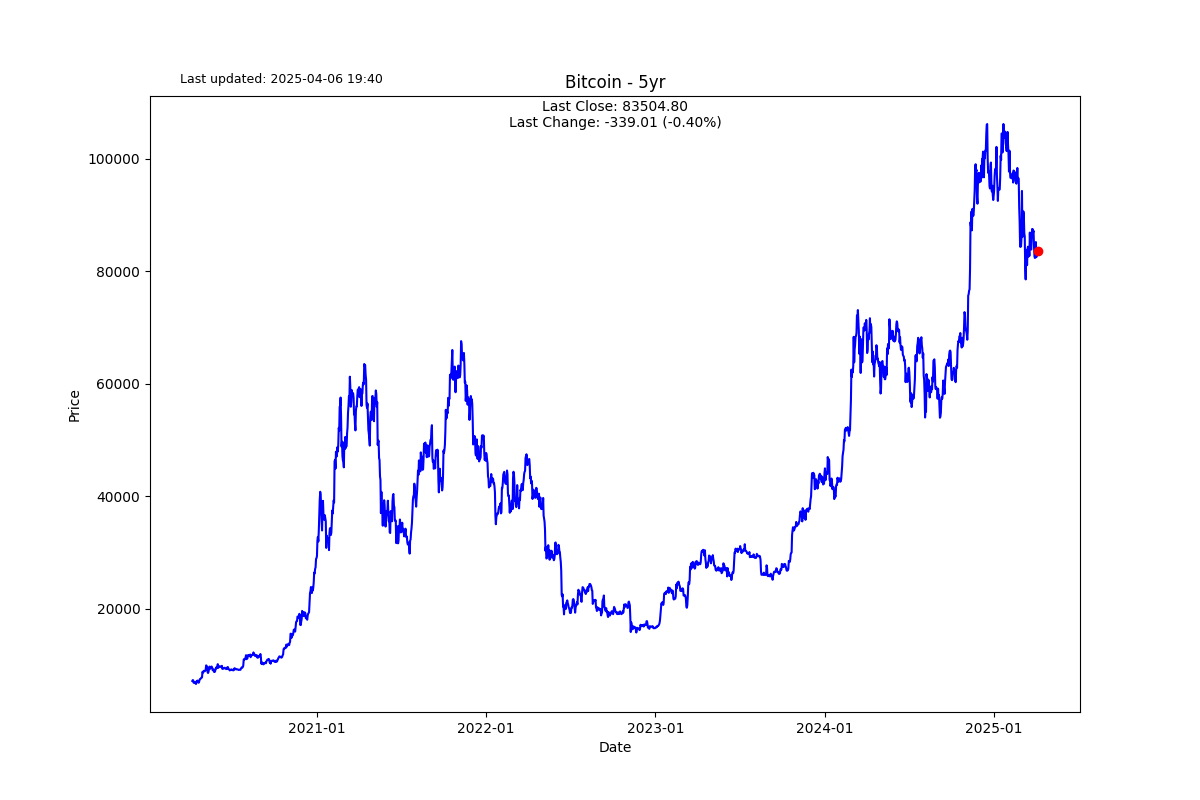 Last updated: 2025-04-06 19:40
Bitcoin - 5yr
Last Close: 83504.80
Last Change: -339.01 (-0.40%)
100000
80000
60000
40000
20000
Price
2021-01
2022-01
2023-01
2024-01
2025-01
Date